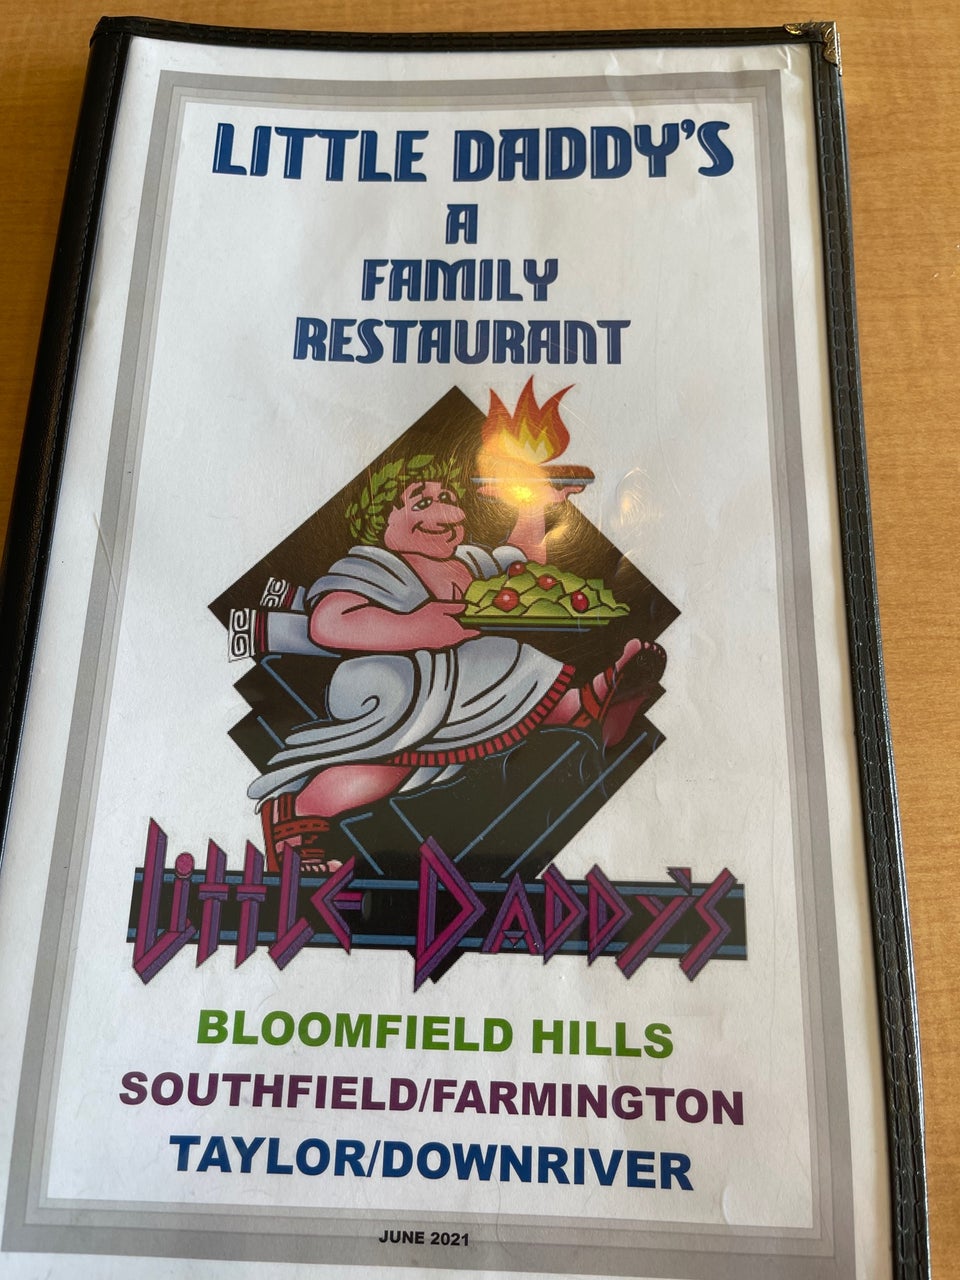 LITTLE DADDY'S
A
FAMILY
RESTAURANT
LittLE DADDY'S
BLOOMFIELD HILLS
SOUTHFIELD/FARMINGTON
TAYLOR/DOWNRIVER
JUNE 2021